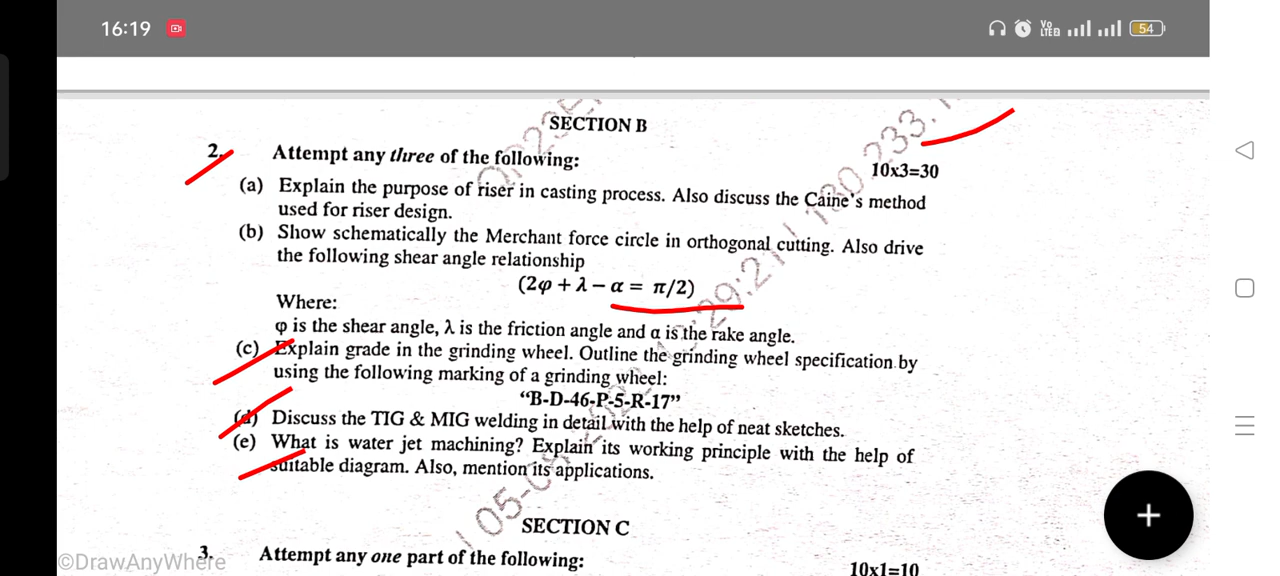 16:19
Vo
LTE2
54
SECTION B
2. Attempt any three of the following:
10x3=30
(a) Explain the purpose of riser in casting process. Also discuss the Caine's method
used for riser design.
(b) Show schematically the Merchant force circle in orthogonal cutting. Also drive
the following shear angle relationship
(2φ + λ − α = π/2)
Where:
φ is the shear angle, λ is the friction angle and α is the rake angle.
(c) Explain grade in the grinding wheel. Outline the grinding wheel specification by
using the following marking of a grinding wheel:
“B-D-46-P-5-R-17”
(d) Discuss the TIG & MIG welding in detail with the help of neat sketches.
(e) What is water jet machining? Explain its working principle with the help of
suitable diagram. Also, mention its applications.
SECTION C
3. Attempt any one part of the following:
10x1=10
©DrawAnyWhere